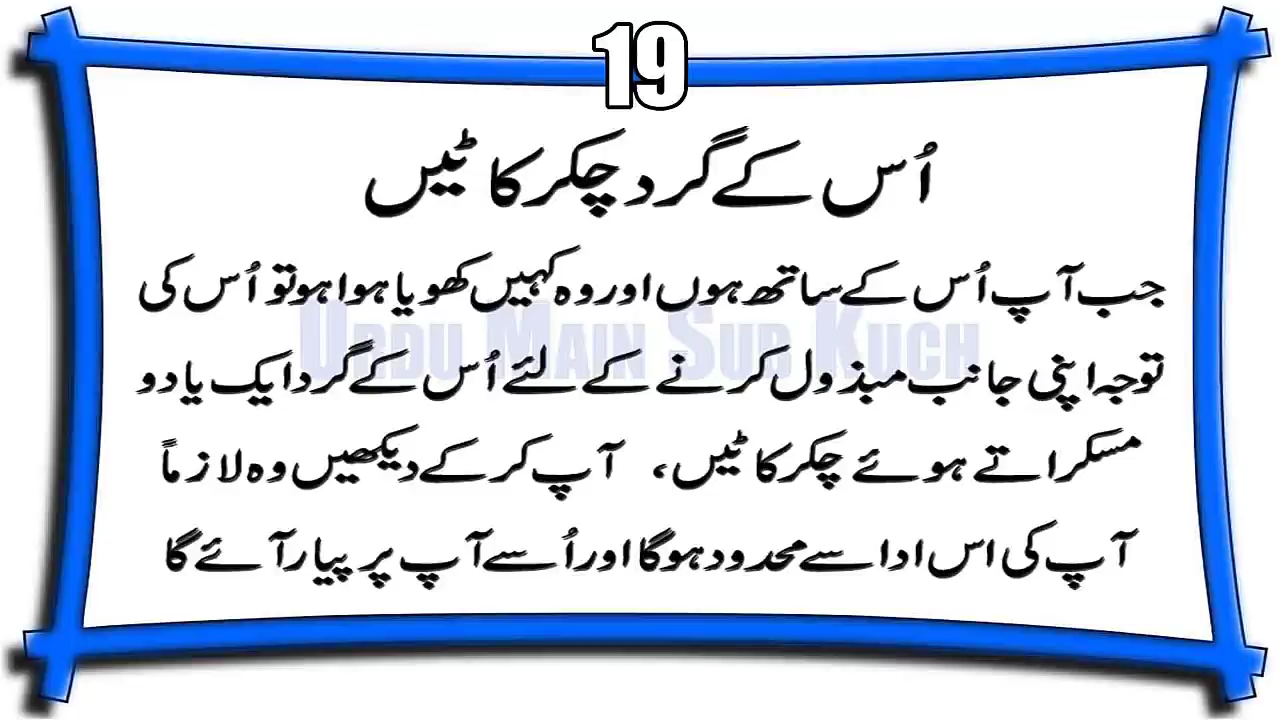 19
اُس کے گرد چکر کاٹیں
جب آپ اُس کے ساتھ ہوں اور وہ کہیں کھویا ہوا ہو تو اُس کی
Urdu Main Sub Kuch
توجہ اپنی جانب مبذول کرنے کے لئے اُس کے گرد ایک یا دو
مسکراتے ہوئے چکر کاٹیں، آپ کر کے دیکھیں وہ لازماً
آپ کی اس ادا سے محدود ہوگا اور اُسے آپ پر پیار آئے گا